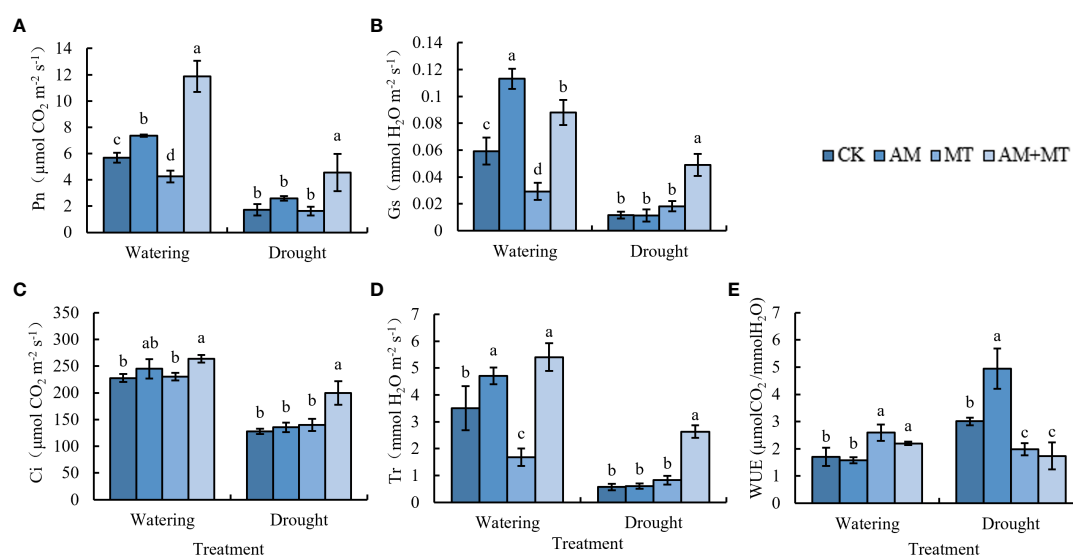 A
Pn（μmol CO2 m-2 s-1）
14
12
10
8
6
4
2
0
c
b
d
a
b
b
b
a
Watering
Drought
B
Gs（mmol H2O m-2 s-1）
0.14
0.12
0.1
0.08
0.06
0.04
0.02
0
c
a
d
b
b
b
b
a
Watering
Drought
CK AM MT AM+MT
C
Ci（μmol CO2 m-2 s-1）
350
300
250
200
150
100
50
0
b
ab
b
a
b
b
b
a
Watering
Drought
Treatment
D
Tr（mmol H2O m-2 s-1）
7
6
5
4
3
2
1
0
b
a
c
a
b
b
b
a
Watering
Drought
Treatment
E
WUE（μmolCO2 /mmolH2O）
7
6
5
4
3
2
1
0
b
b
a
a
b
a
c
c
Watering
Drought
Treatment